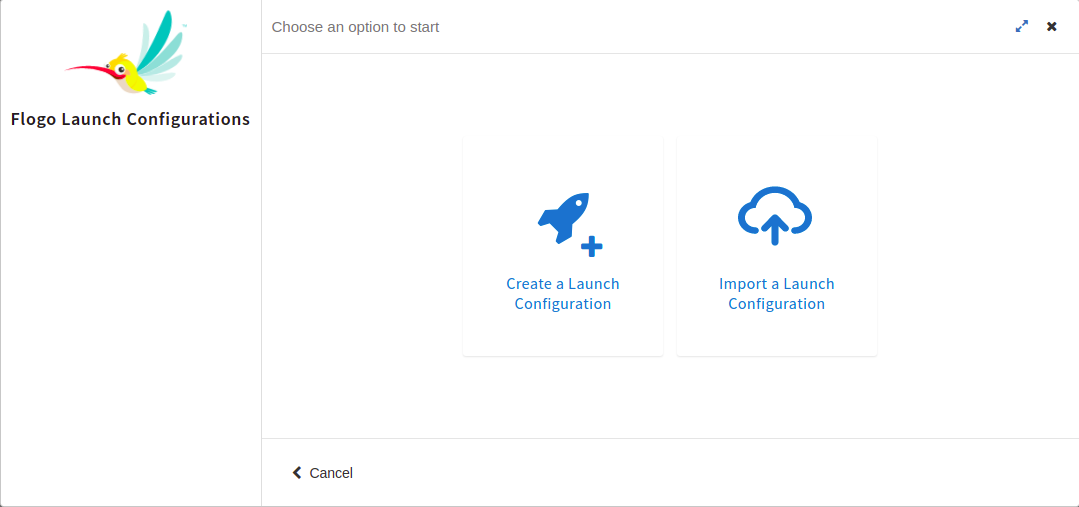 Flogo Launch Configurations
Choose an option to start
Create a Launch
Configuration
Import a Launch
Configuration
Cancel